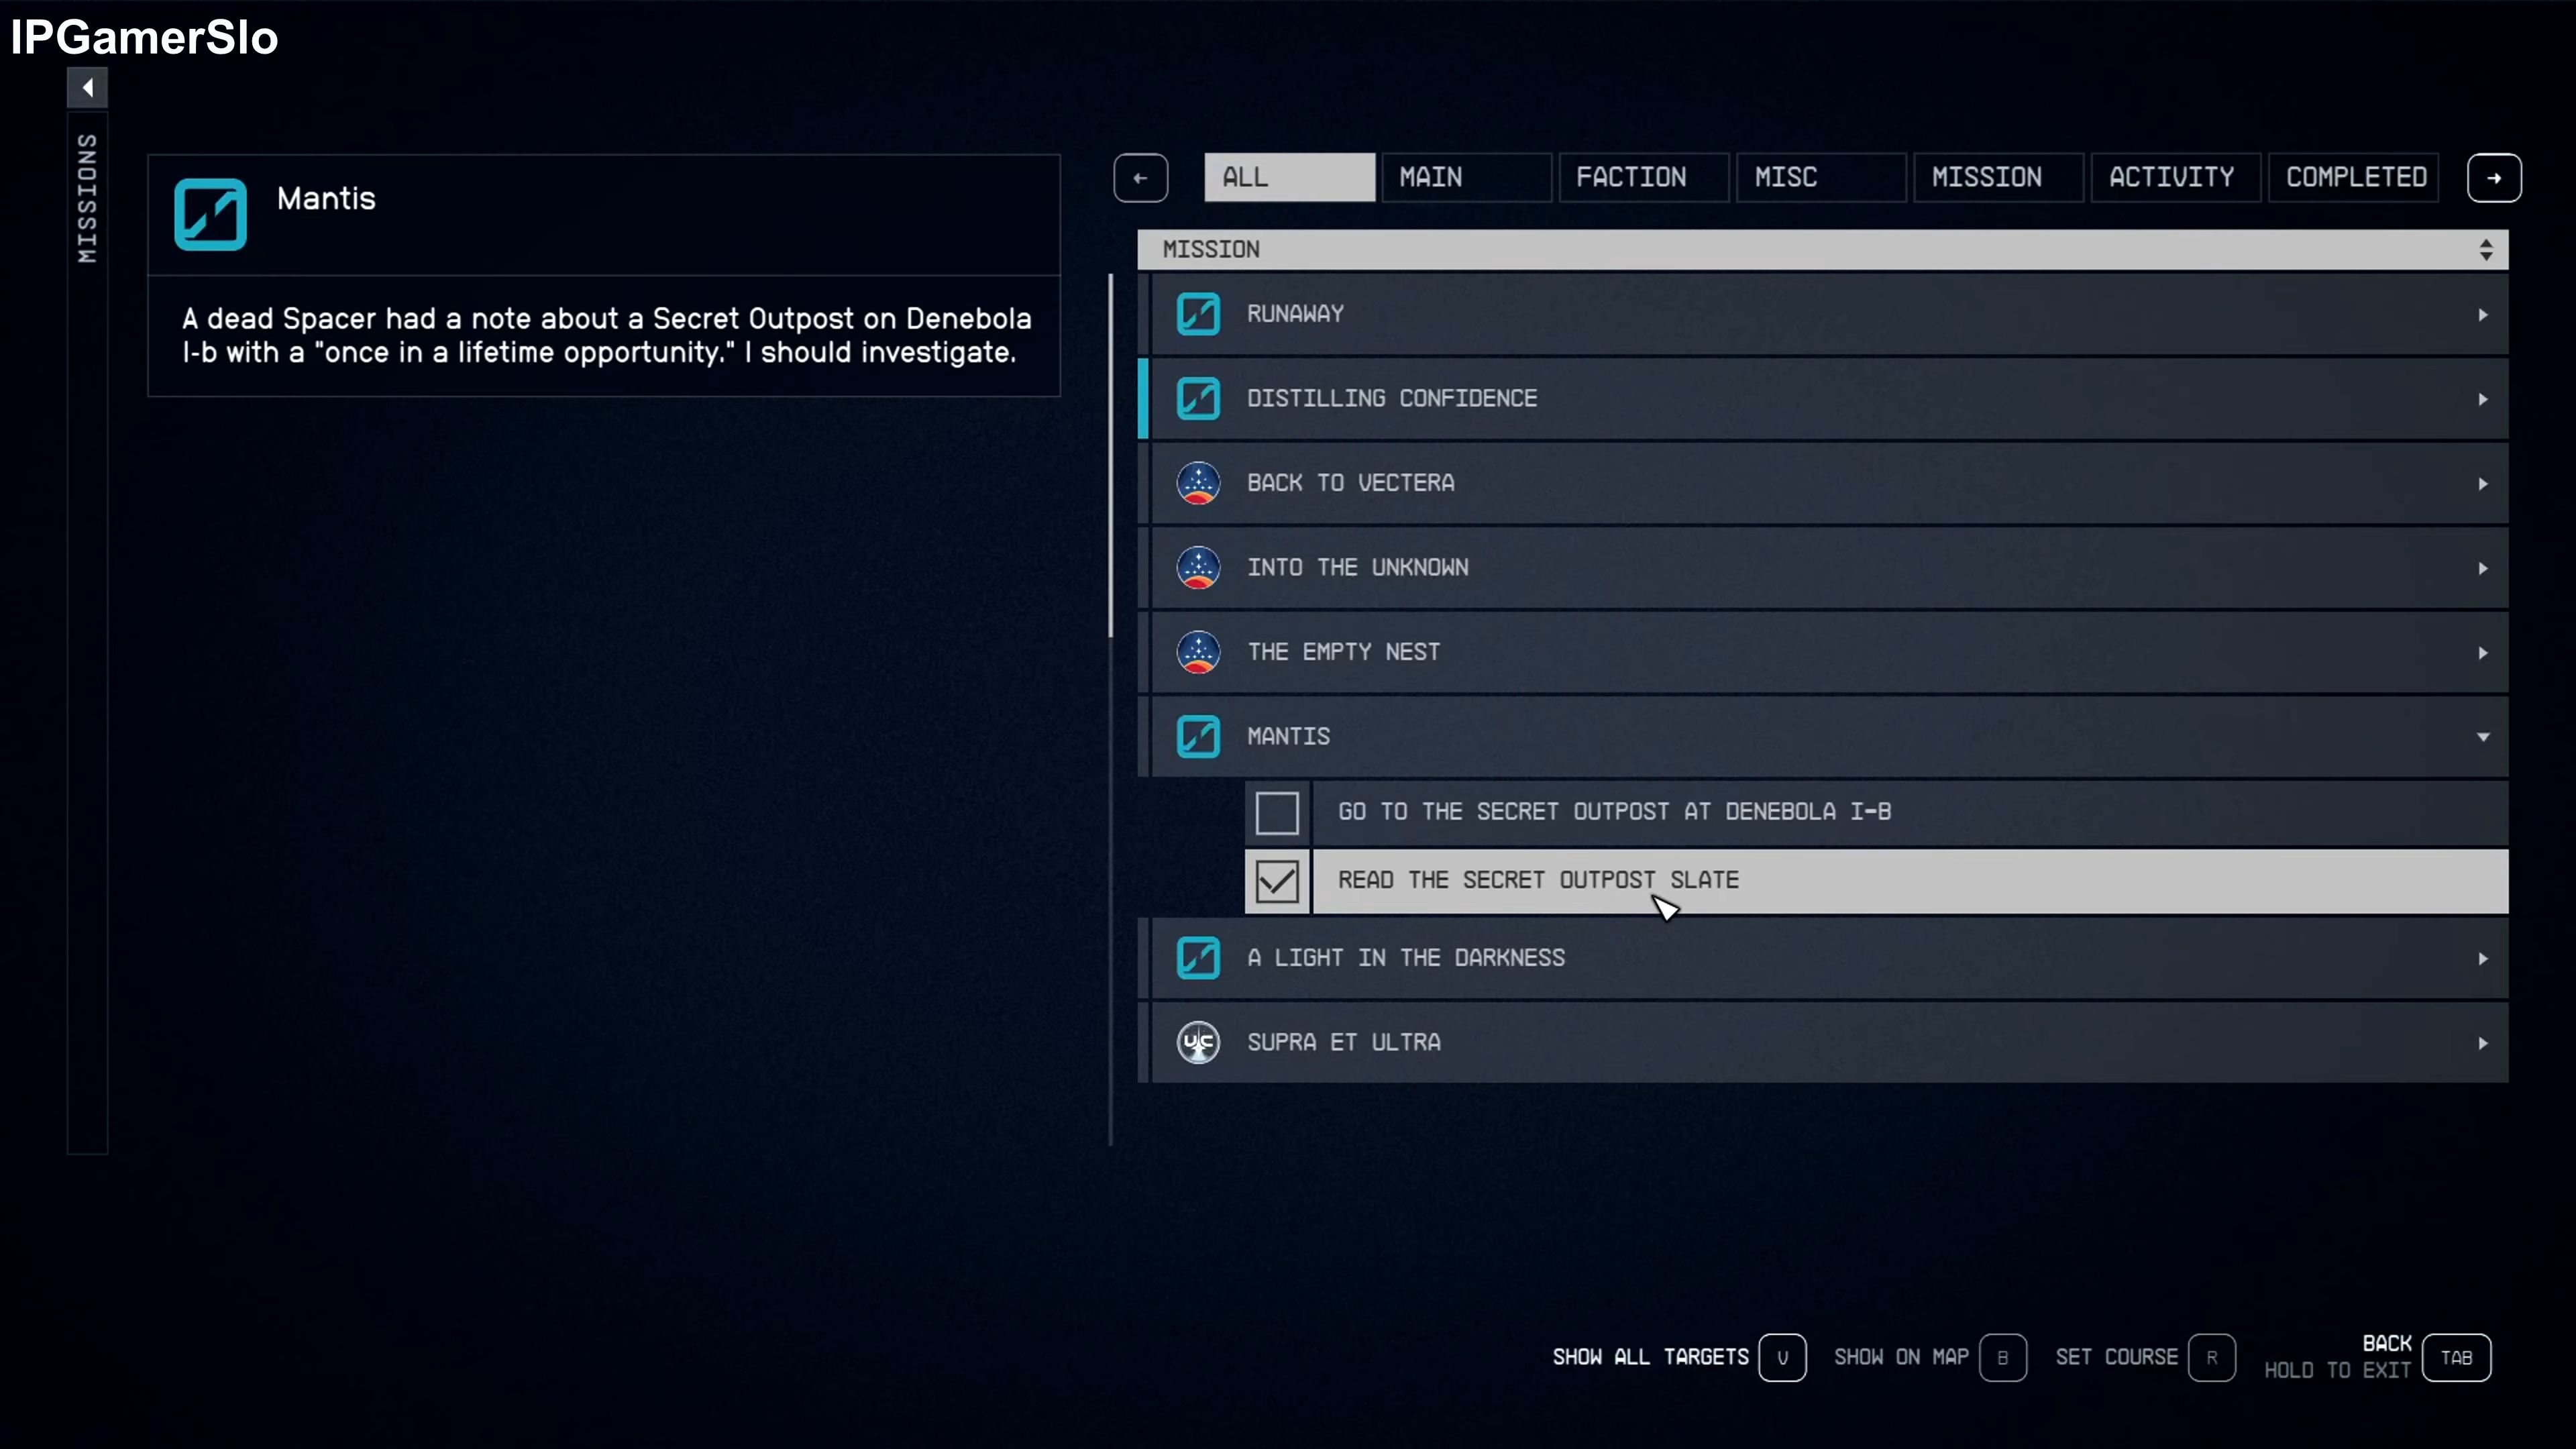 IPGamerSlo
MISSIONS
Mantis
A dead Spacer had a note about a Secret Outpost on Denebola
I-b with a "once in a lifetime opportunity." I should investigate.
ALL
MAIN
FACTION
MISC
MISSION
ACTIVITY
COMPLETED
MISSION
RUNAWAY
DISTILLING CONFIDENCE
BACK TO VECTERA
INTO THE UNKNOWN
THE EMPTY NEST
MANTIS
GO TO THE SECRET OUTPOST AT DENEBOLA I-B
READ THE SECRET OUTPOST SLATE
A LIGHT IN THE DARKNESS
UC
SUPRA ET ULTRA
SHOW ALL TARGETS V
SHOW ON MAP B
SET COURSE R
BACK
HOLD TO EXIT
TAB